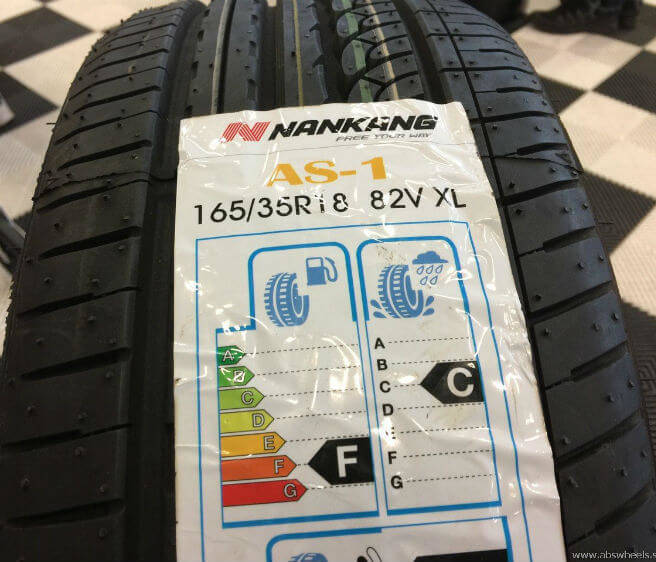 NANKANG
FREE YOUR WAY
AS-1
165/35R18 82V XL
A
B
C
D
E
F
G
F
A
B
C
D
E
F
G
C
www.abswheels.s